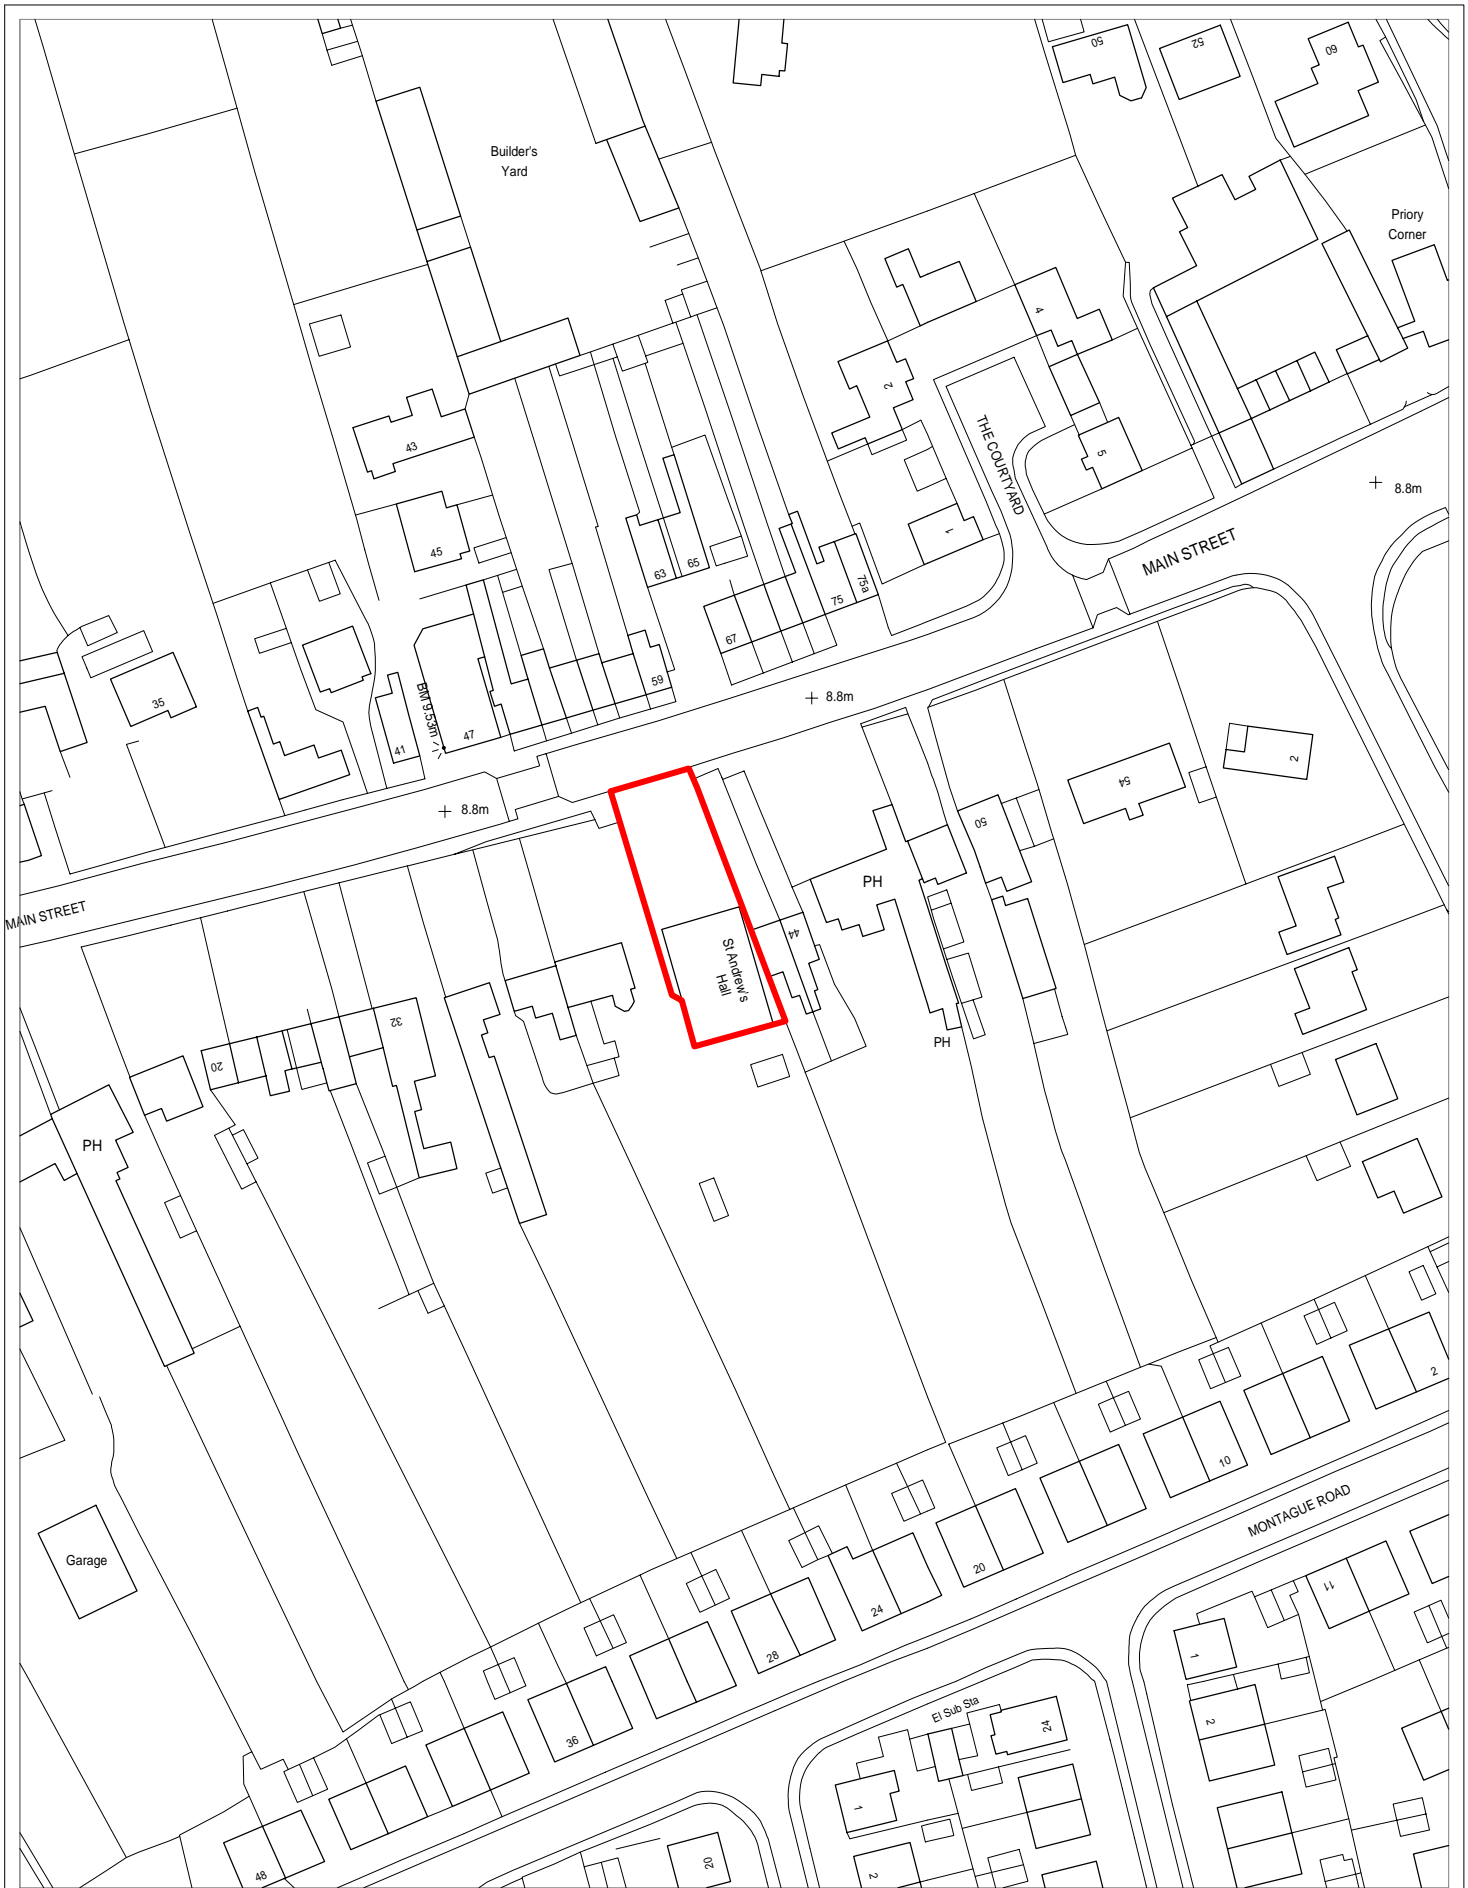 50
52
60
Builder's
Yard
Priory
Corner
4
2
43
THE COURTYARD
5
8.8m
45
1
MAIN STREET
63
65
75
75a
67
35
59
BM 9.53m
8.8m
47
41
54
2
8.8m
50
PH
MAIN STREET
44
St Andrew's
Hall
32
PH
20
PH
2
10
MONTAGUE ROAD
Garage
20
24
11
28
1
El Sub Sta
24
2
36
1
20
2
48